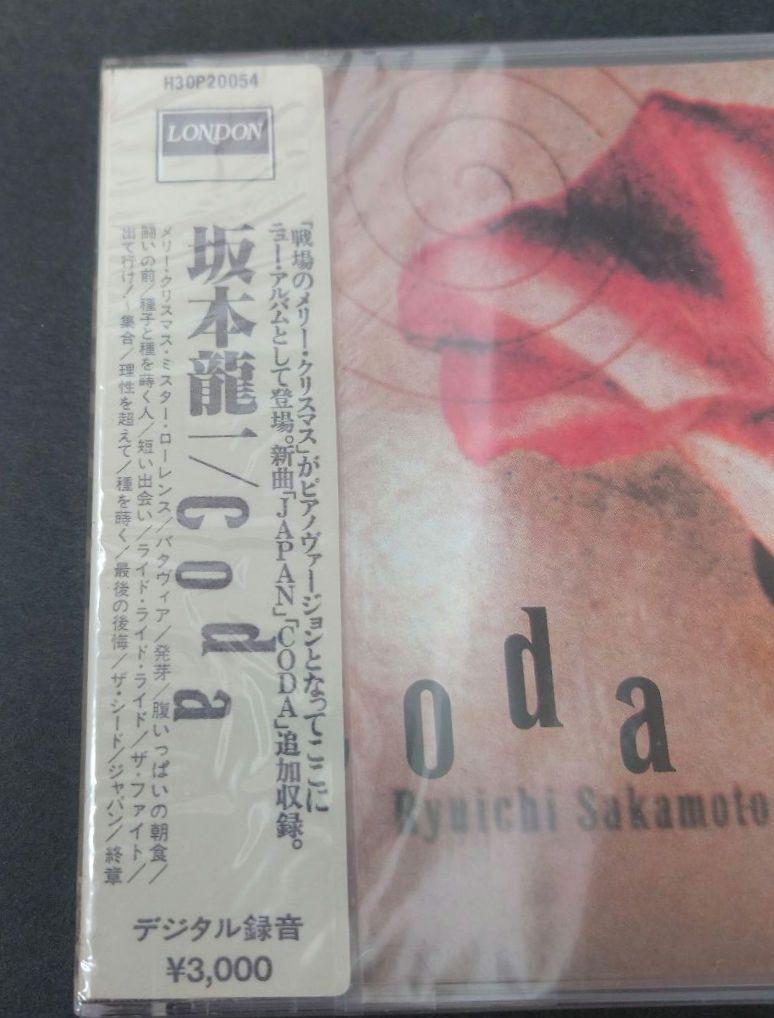 H30P20054
LONDON
「戦場のメリー・クリスマス」がピアノヴァージョンとなってここに
ニュー・アルバムとして登場。新曲「JAPAN」「CODA」追加収録。
坂本龍一/Coda
メリー・クリスマス・ミスター・ローレンス/バタヴィア/発芽/腹いっぱいの朝食/
闘いの前/種子と種を蒔く人/短い出会い/ライド・ライド・ライド/ザ・ファイト/
出て行け!〜集合/理性を超えて/種を蒔く/最後の後悔/ザ・シード/ジャパン/終章
デジタル録音
¥3,000
oda
Ryuichi Sakamoto